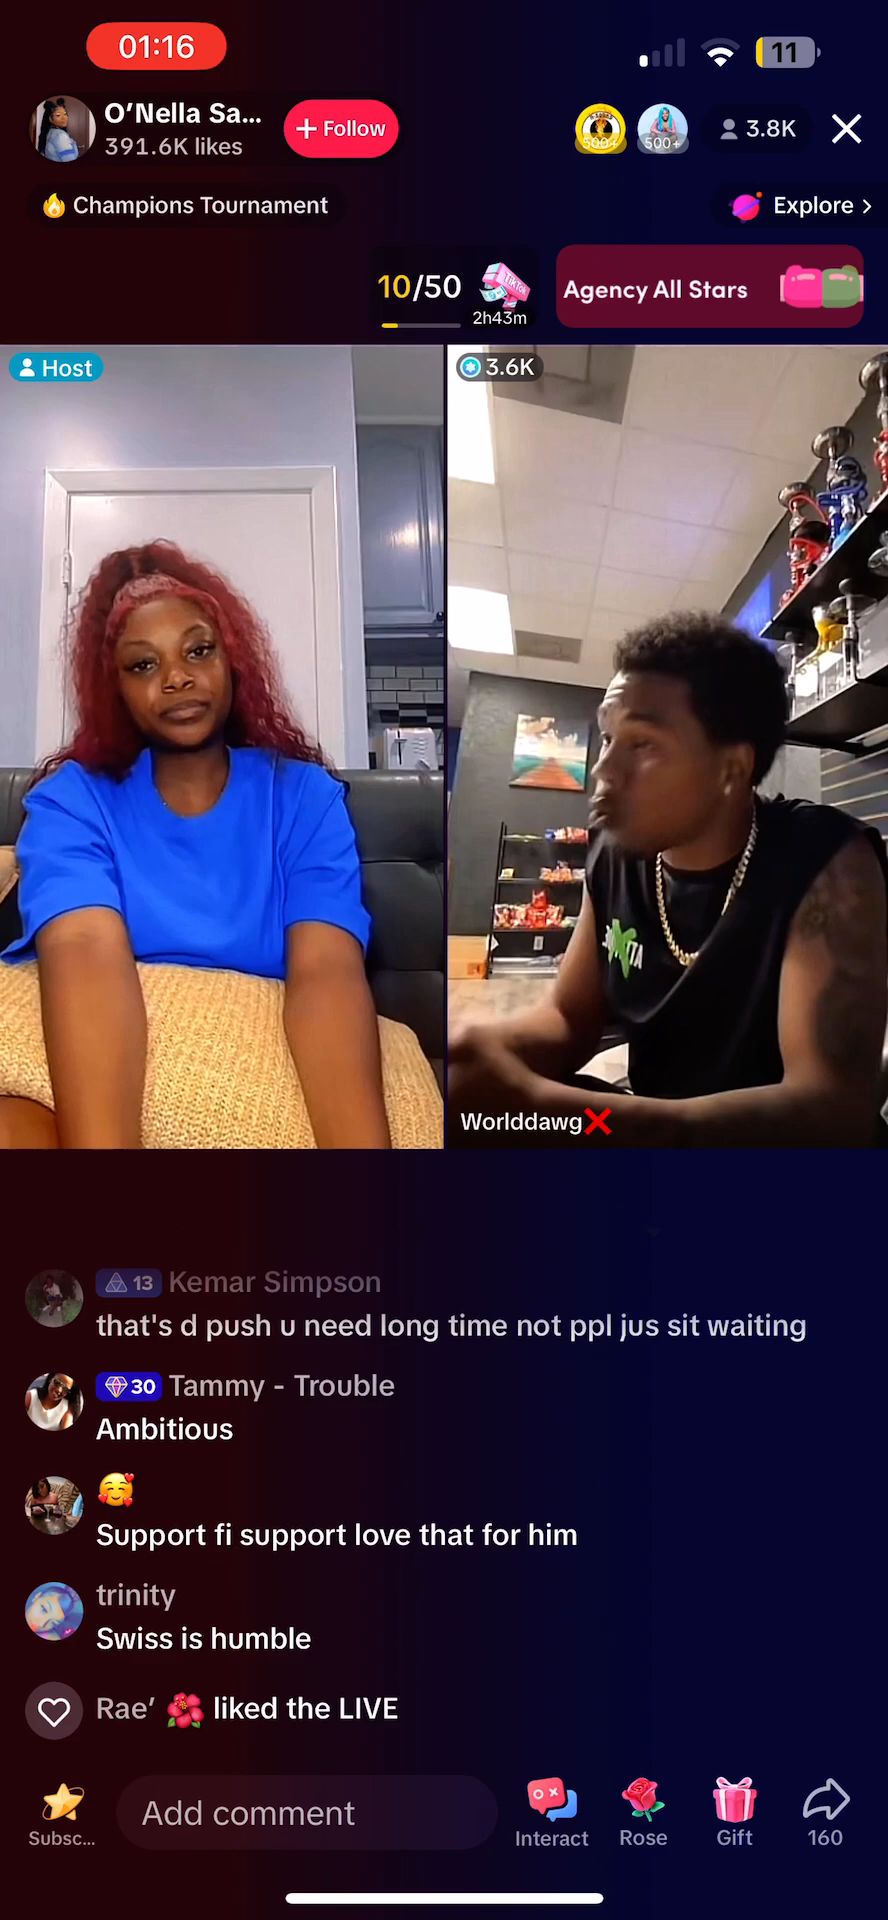 01:16
11
O’Nella Sa...
391.6K likes
+ Follow
500+
500+
3.8K
Champions Tournament
Explore >
10/50
TikTok
2h43m
Agency All Stars
Host
3.6K
Worlddawg❌
13 Kemar Simpson
that's d push u need long time not ppl jus sit waiting
30 Tammy - Trouble
Ambitious
🥰
Support fi support love that for him
trinity
Swiss is humble
Rae’ 🌺 liked the LIVE
Subsc...
Add comment
Interact
Rose
Gift
160